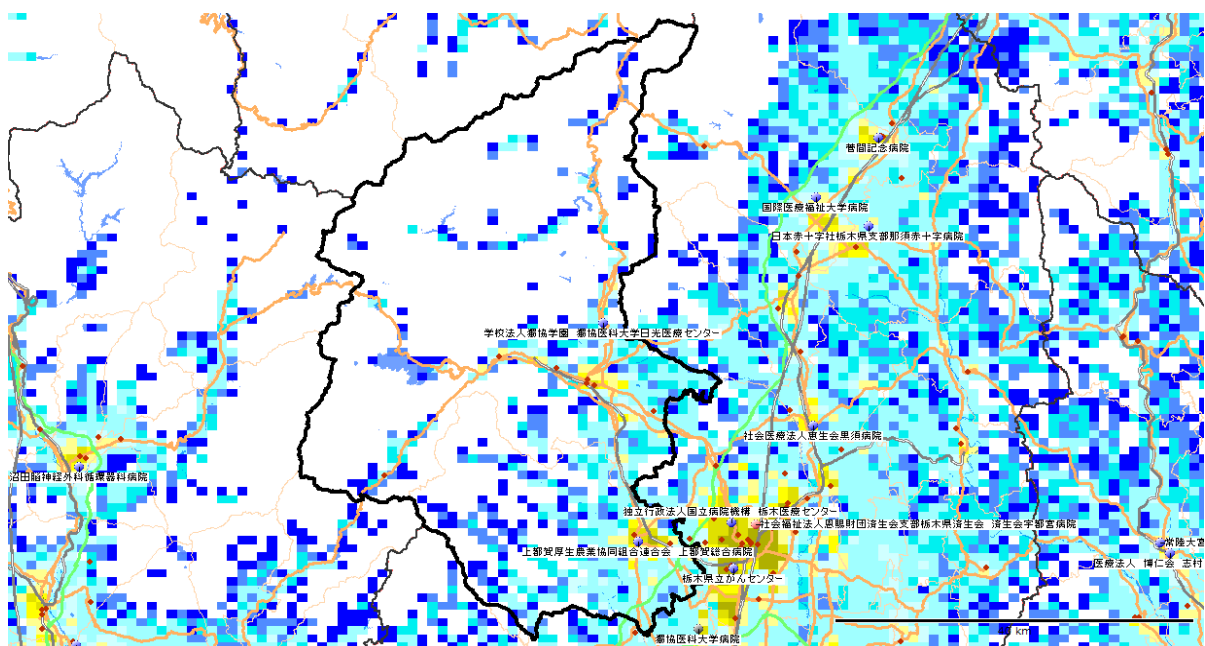 菅間記念病院
国際医療福祉大学病院
日本赤十字社栃木県支部那須赤十字病院
学校法人獨協学園 獨協医科大学日光医療センター
社会医療法人恵生会黒須病院
沼田脳神経外科循環器科病院
独立行政法人国立病院機構 栃木医療センター
社会福祉法人恩賜財団済生会支部栃木県済生会 済生会宇都宮病院
上都賀厚生農業協同組合連合会 上都賀総合病院
常陸大宮
医療法人 博仁会 志村
栃木県立がんセンター
獨協医科大学病院
km